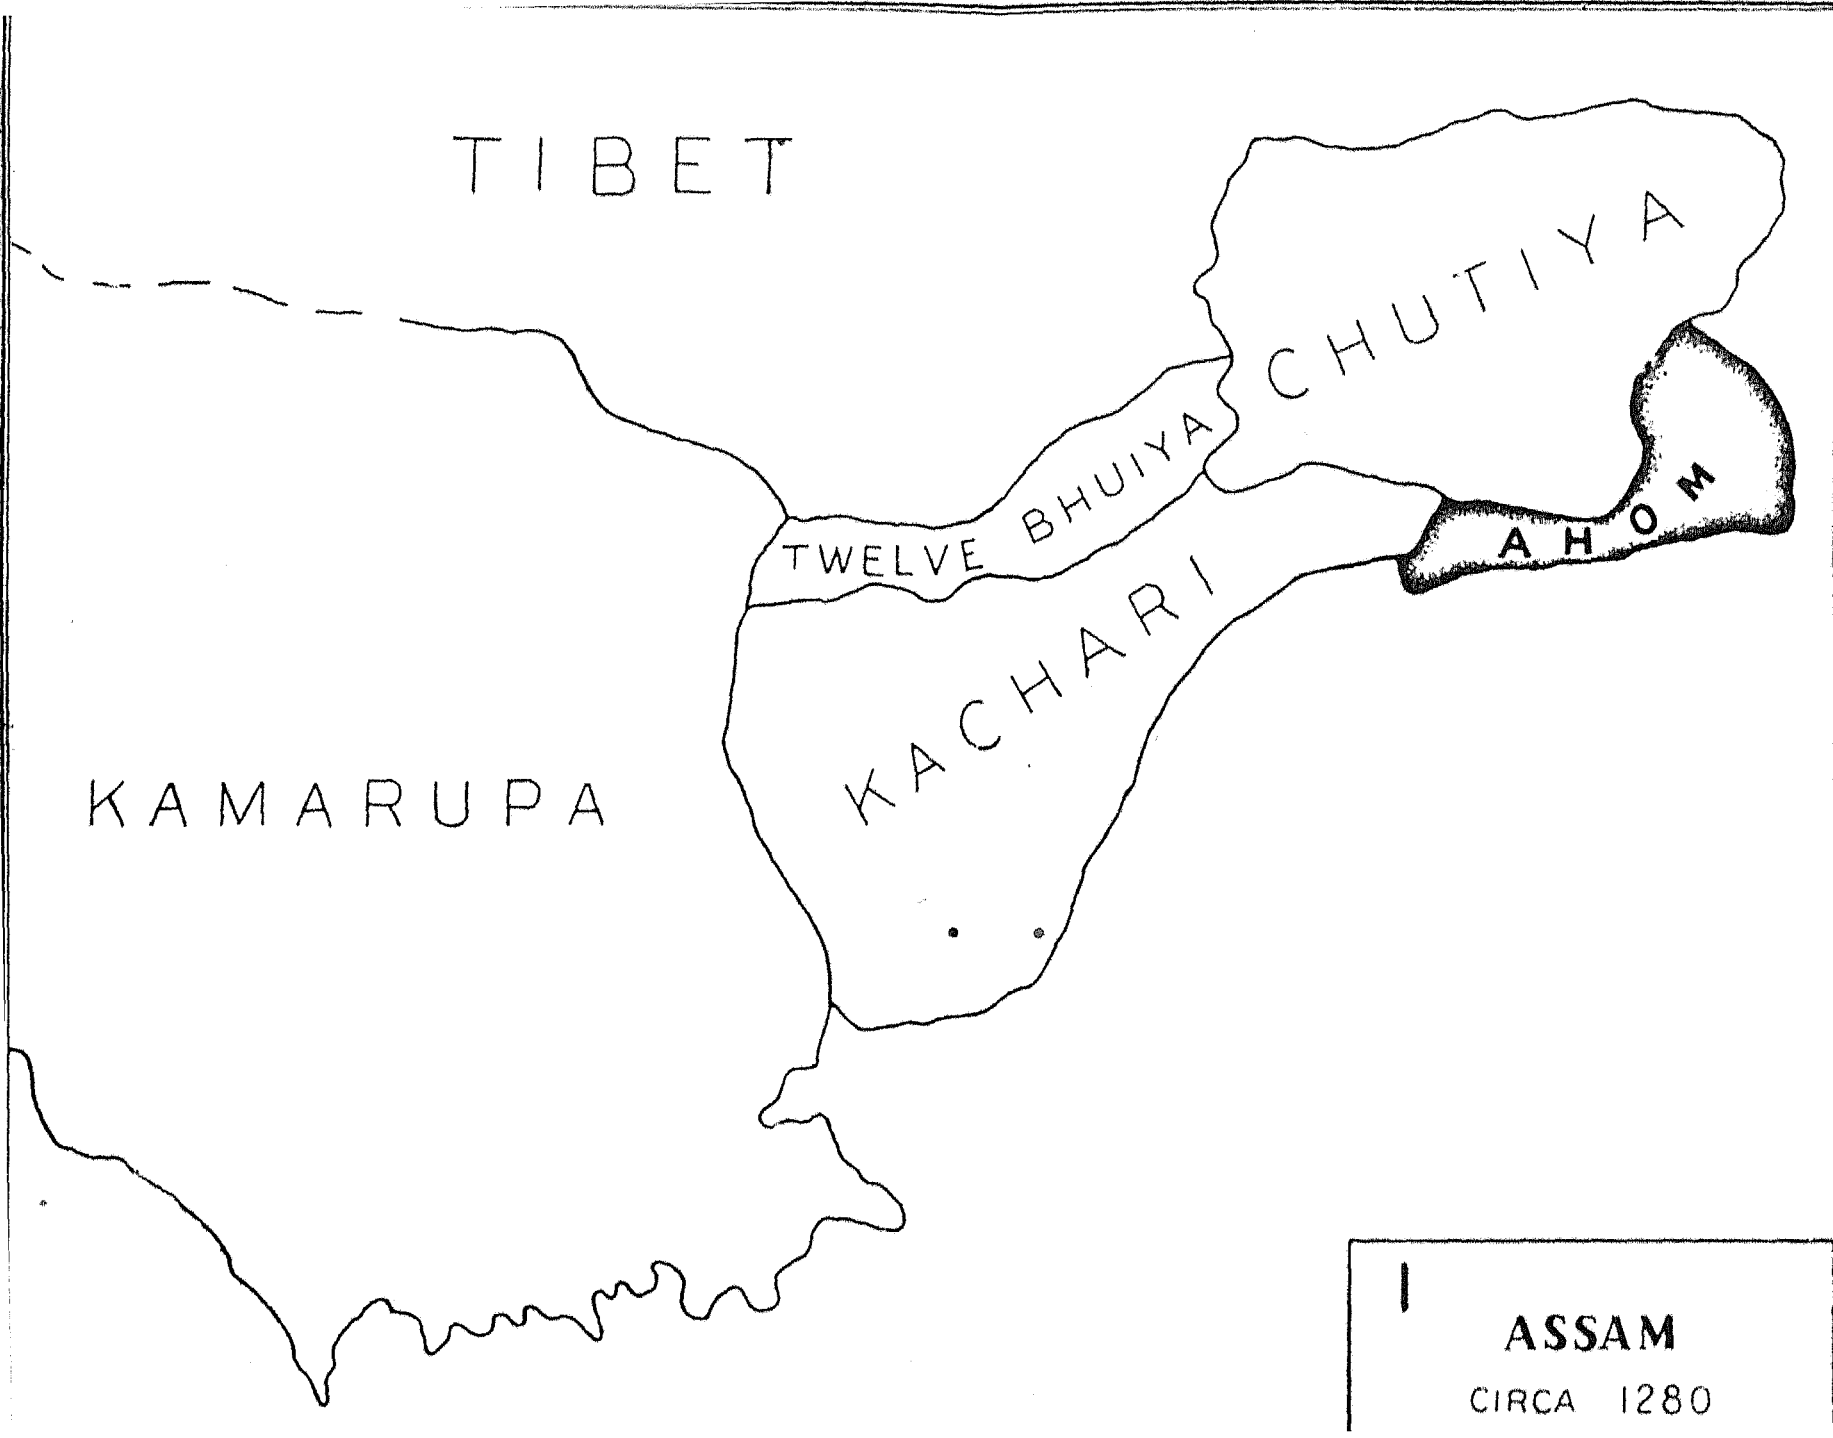 TIBET
CHUTIYA
TWELVE BHUIYA
AHOM
KACHARI
KAMARUPA
1
ASSAM
CIRCA 1280